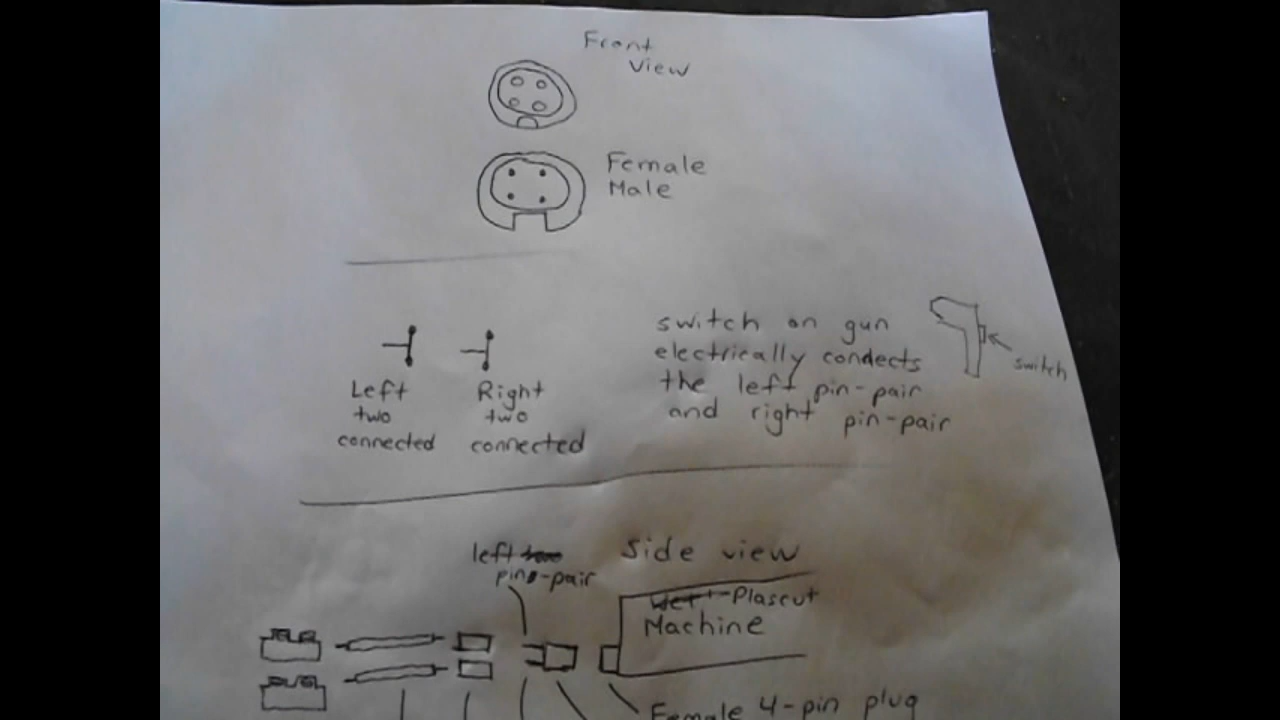 Front
View
Female
Male
switch on gun
electrically condects
the left pin-pair
and right pin-pair
switch
Left
two
connected
Right
two
connected
left
pin-pair
Side view
-Plascut
Machine
Female 4-pin plug